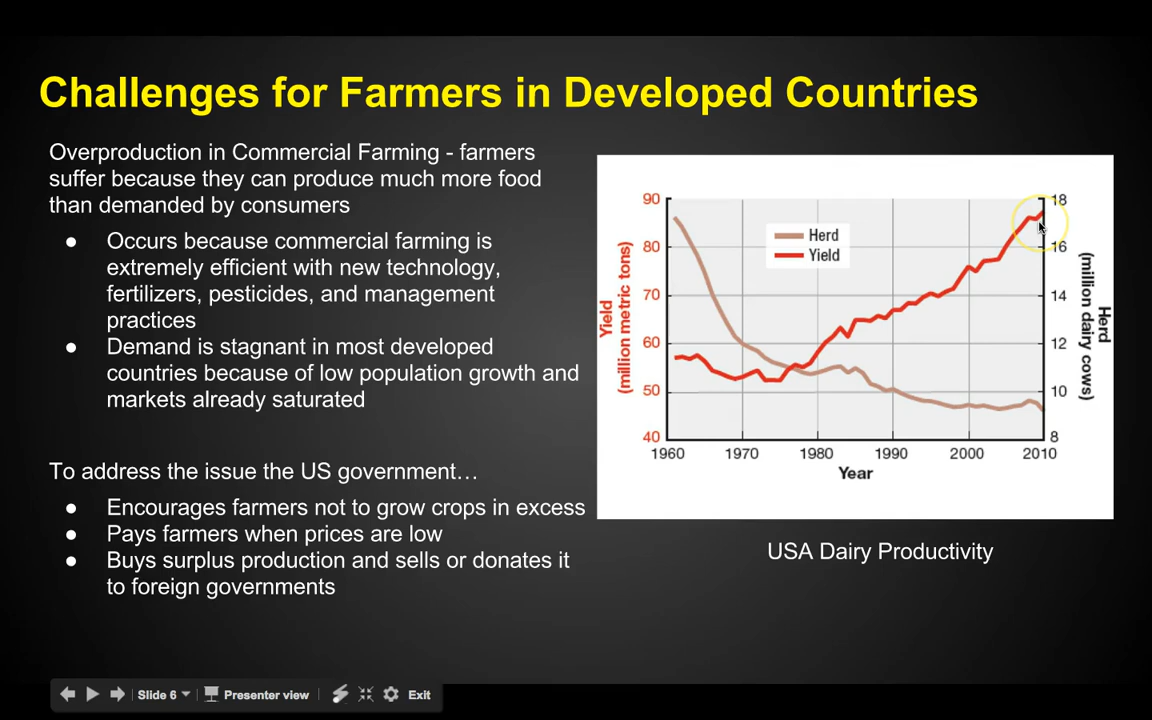 Challenges for Farmers in Developed Countries
Overproduction in Commercial Farming - farmers
suffer because they can produce much more food
than demanded by consumers
● Occurs because commercial farming is
extremely efficient with new technology,
fertilizers, pesticides, and management
practices
● Demand is stagnant in most developed
countries because of low population growth and
markets already saturated
To address the issue the US government…
● Encourages farmers not to grow crops in excess
● Pays farmers when prices are low
● Buys surplus production and sells or donates it
to foreign governments
Yield
(million metric tons)
90
80
70
60
50
40
Herd
Yield
18
16
14
12
10
8
Herd
(million dairy cows)
1960 1970 1980 1990 2000 2010
Year
USA Dairy Productivity
Slide 6 Presenter view Exit